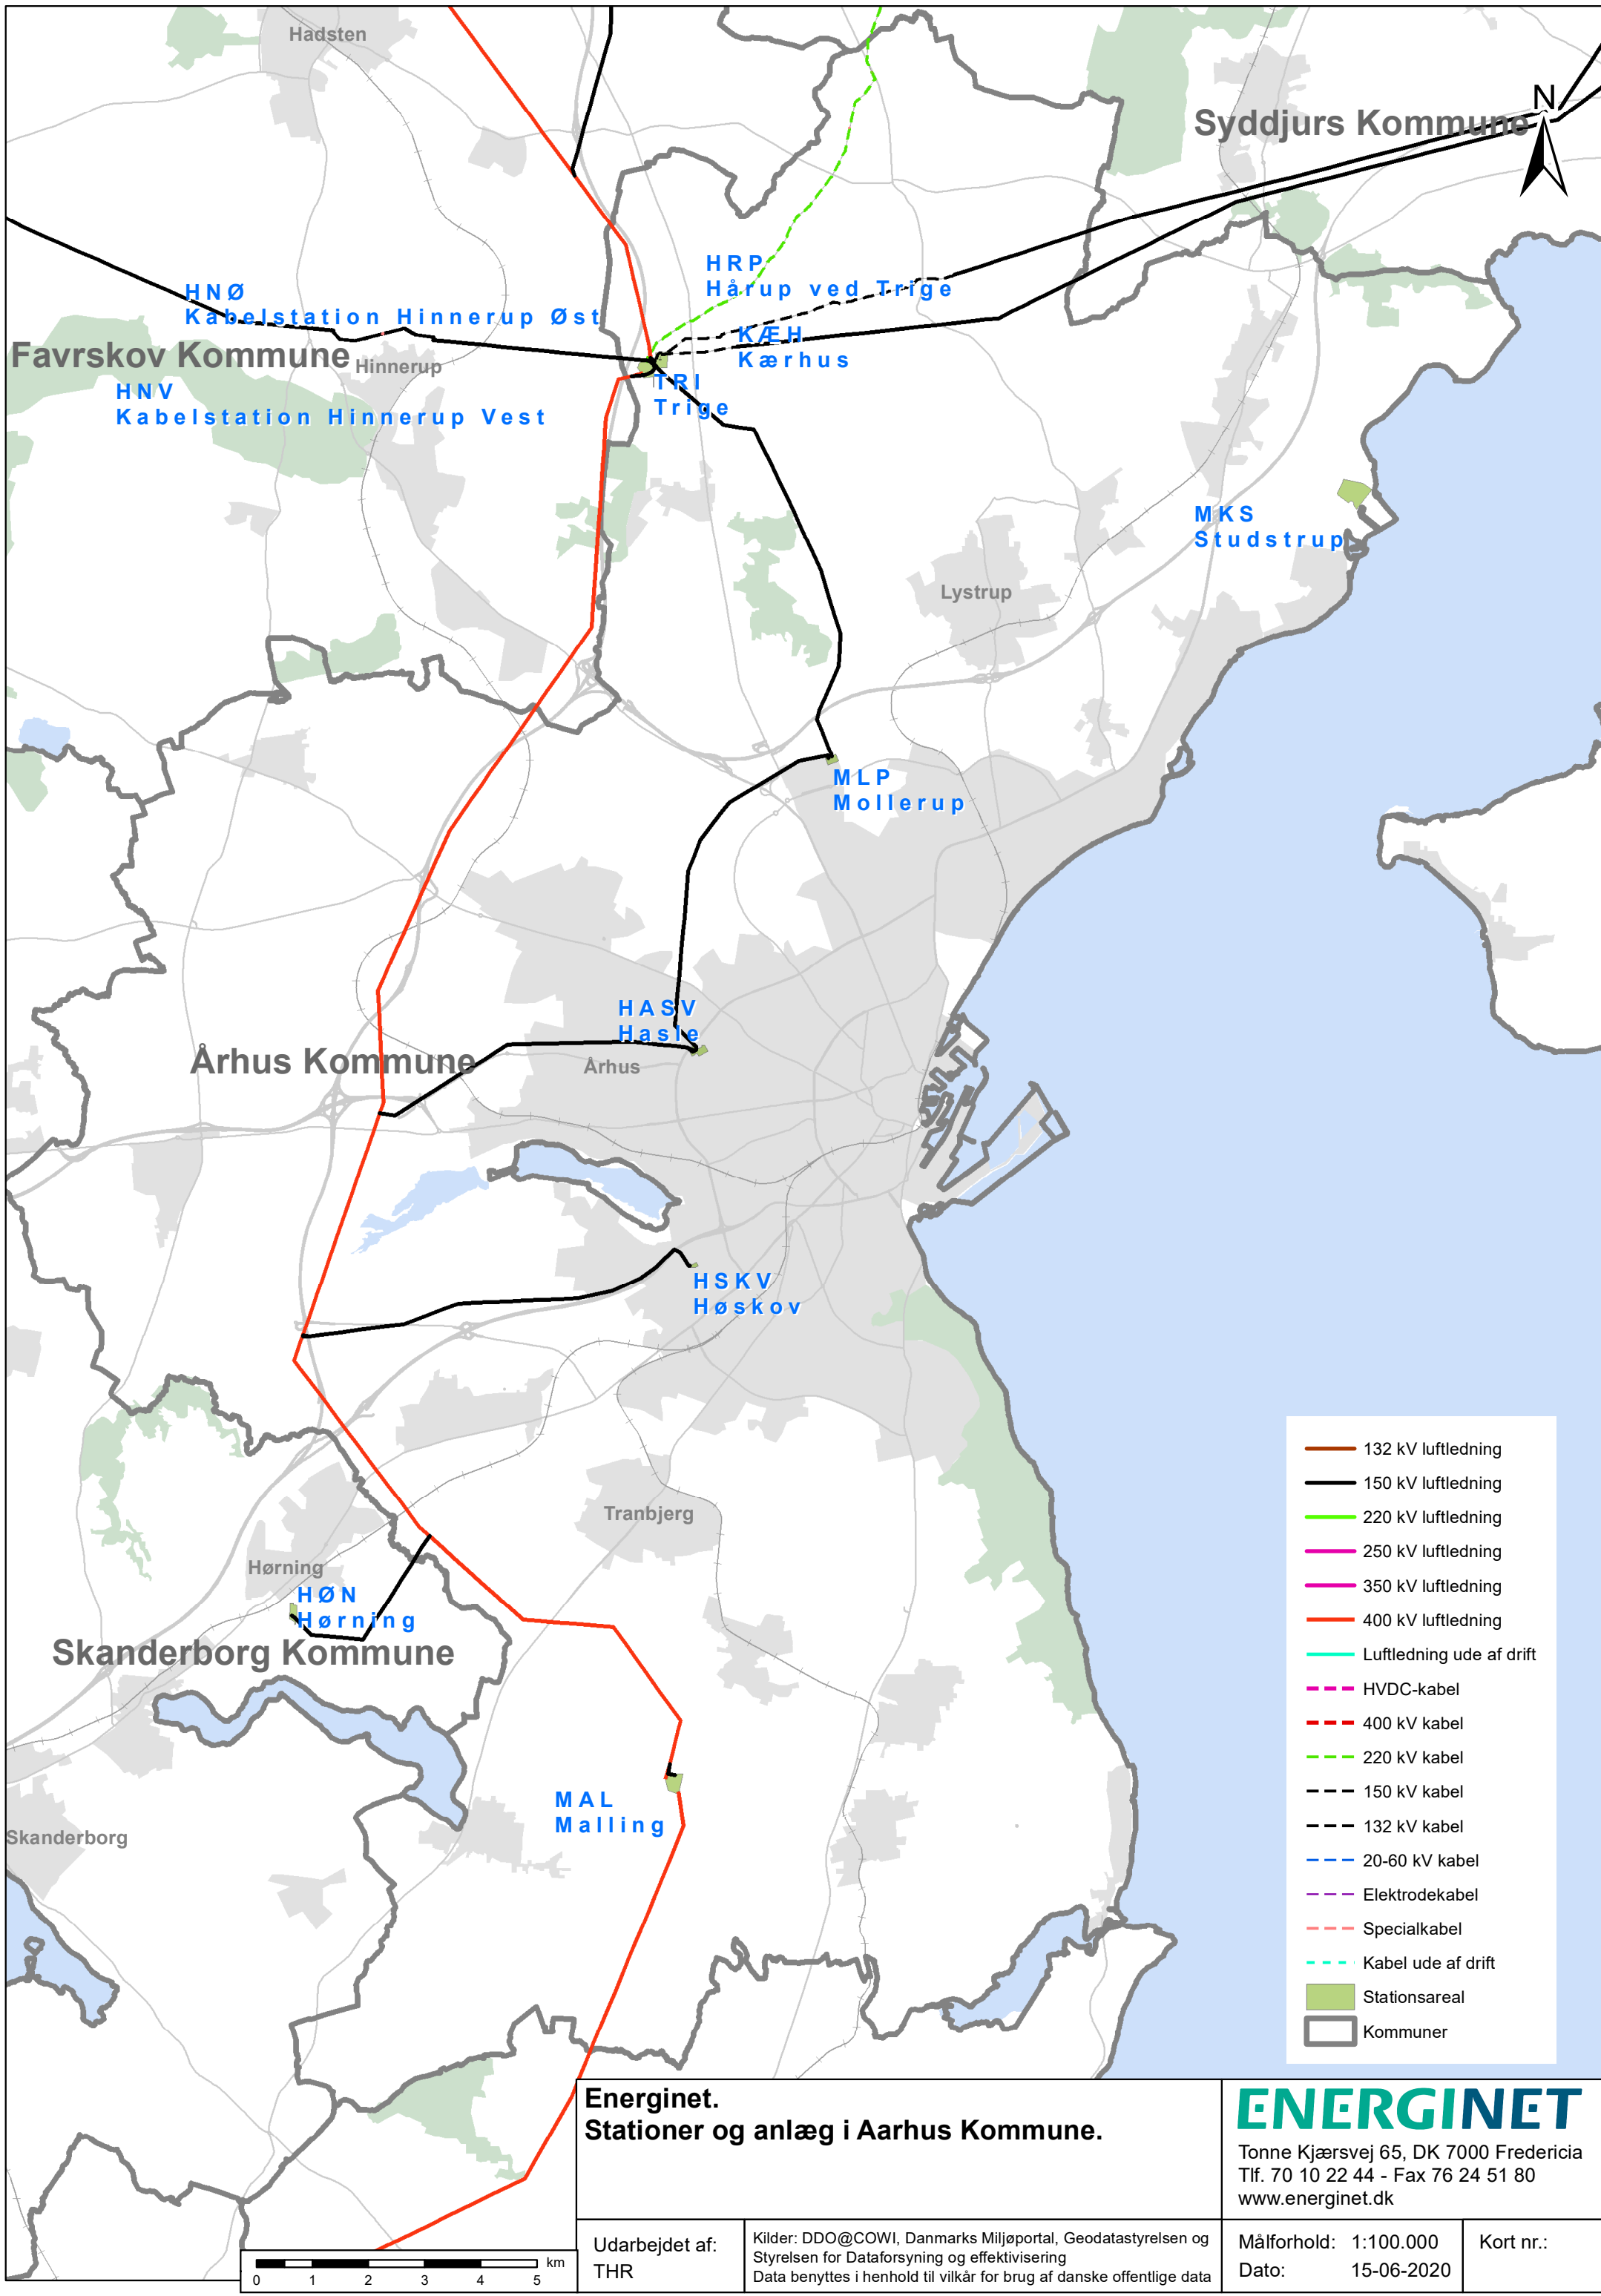 Hadsten
Syddjurs Kommune
N
HRP
Hårup ved Trige
HNØ
Kabelstation Hinnerup Øst
KÆH
Kærhus
Favrskov Kommune
Hinnerup
TRI
Trige
HNV
Kabelstation Hinnerup Vest
MKS
Studstrup
Lystrup
MLP
Mollerup
HASV
Hasle
Århus Kommune
Århus
HSKV
Høskov
Tranbjerg
Hørning
HØN
Hørning
Skanderborg Kommune
MAL
Malling
Skanderborg
132 kV luftledning
150 kV luftledning
220 kV luftledning
250 kV luftledning
350 kV luftledning
400 kV luftledning
Luftledning ude af drift
HVDC-kabel
400 kV kabel
220 kV kabel
150 kV kabel
132 kV kabel
20-60 kV kabel
Elektrodekabel
Specialkabel
Kabel ude af drift
Stationsareal
Kommuner
Energinet.
Stationer og anlæg i Aarhus Kommune.
ENERGINET
Tonne Kjærsvej 65, DK 7000 Fredericia
Tlf. 70 10 22 44 - Fax 76 24 51 80
www.energinet.dk
Udarbejdet af:
THR
Kilder: DDO@COWI, Danmarks Miljøportal, Geodatastyrelsen og
Styrelsen for Dataforsyning og effektivisering
Data benyttes i henhold til vilkår for brug af danske offentlige data
Målforhold: 1:100.000
Dato: 15-06-2020
Kort nr.:
km
0 1 2 3 4 5